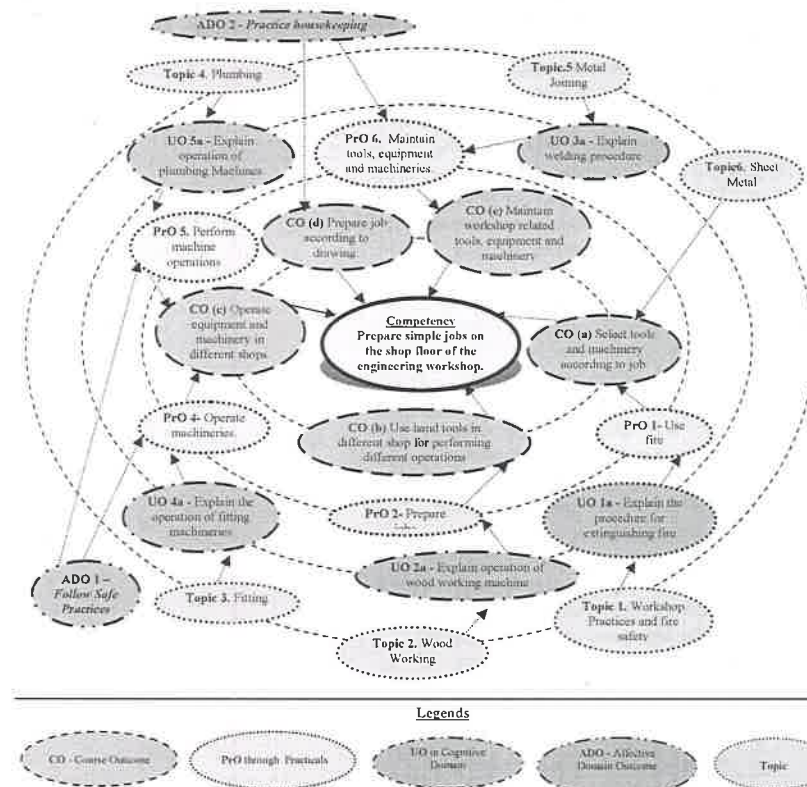 ADO 2 - Practice housekeeping
Topic 4. Plumbing
Topic.5 Metal
Joining
UO 5a - Explain
operation of
plumbing Machines
PrO 6. Maintain
tools, equipment
and machineries
UO 3a - Explain
welding procedure
Topic6. Sheet
Metal
PrO 5. Perform
machine
operations
CO (d) Prepare job
according to
drawing.
CO (e) Maintain
workshop related
tools, equipment and
machinery
CO (c) Operate
equipment and
machinery in
different shops
Competency
Prepare simple jobs on
the shop floor of the
engineering workshop.
CO (a) Select tools
and machinery
according to job
PrO 4- Operate
machineries.
CO (b) Use hand tools in
different shop for performing
different operations
PrO 1- Use
fire
UO 4a - Explain the
operation of fitting
machineries
PrO 2- Prepare
UO 1a - Explain the
procedure for
extinguishing fire
ADO 1 –
Follow Safe
Practices
Topic 3. Fitting
UO 2a - Explain operation of
wood working machine
Topic 1. Workshop
Practices and fire
safety
Topic 2. Wood
Working
Legends
CO - Course Outcome
PrO through Practicals
UO in Cognitive
Domain
ADO - Affective
Domain Outcome
Topic